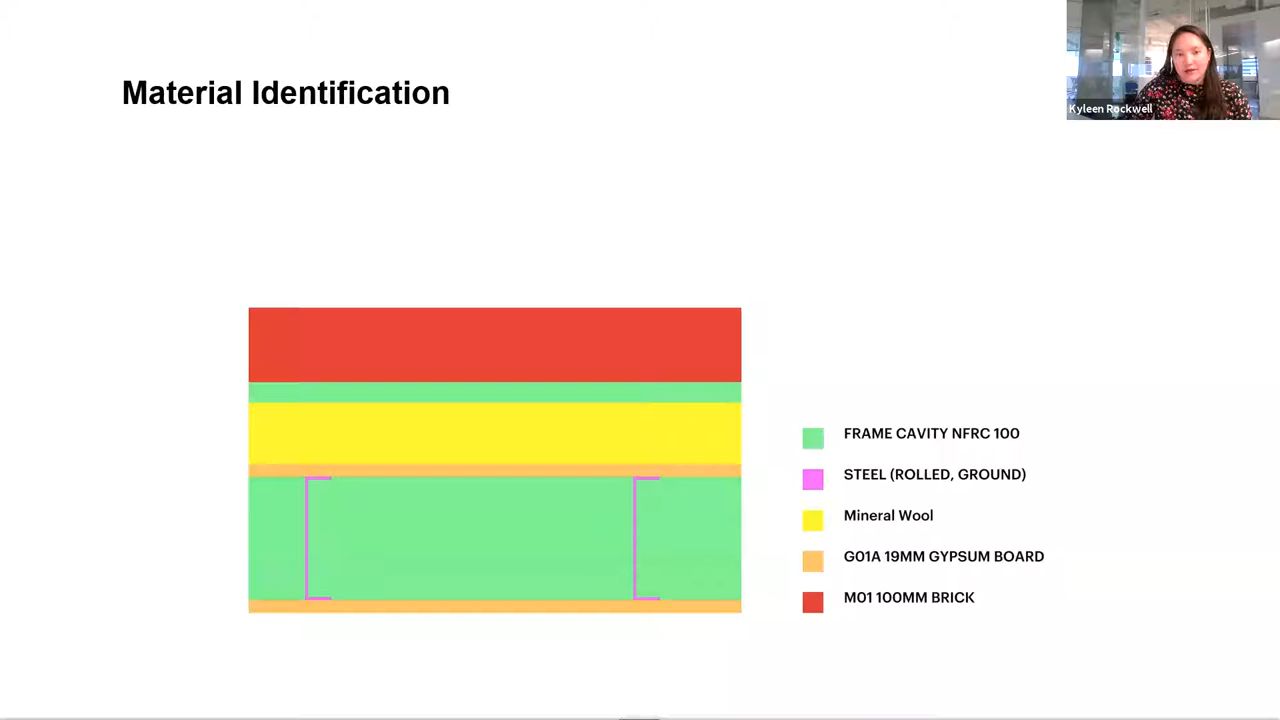 Material Identification
Kyleen Rockwell
FRAME CAVITY NFRC 100
STEEL (ROLLED, GROUND)
Mineral Wool
G01A 19MM GYPSUM BOARD
M01 100MM BRICK